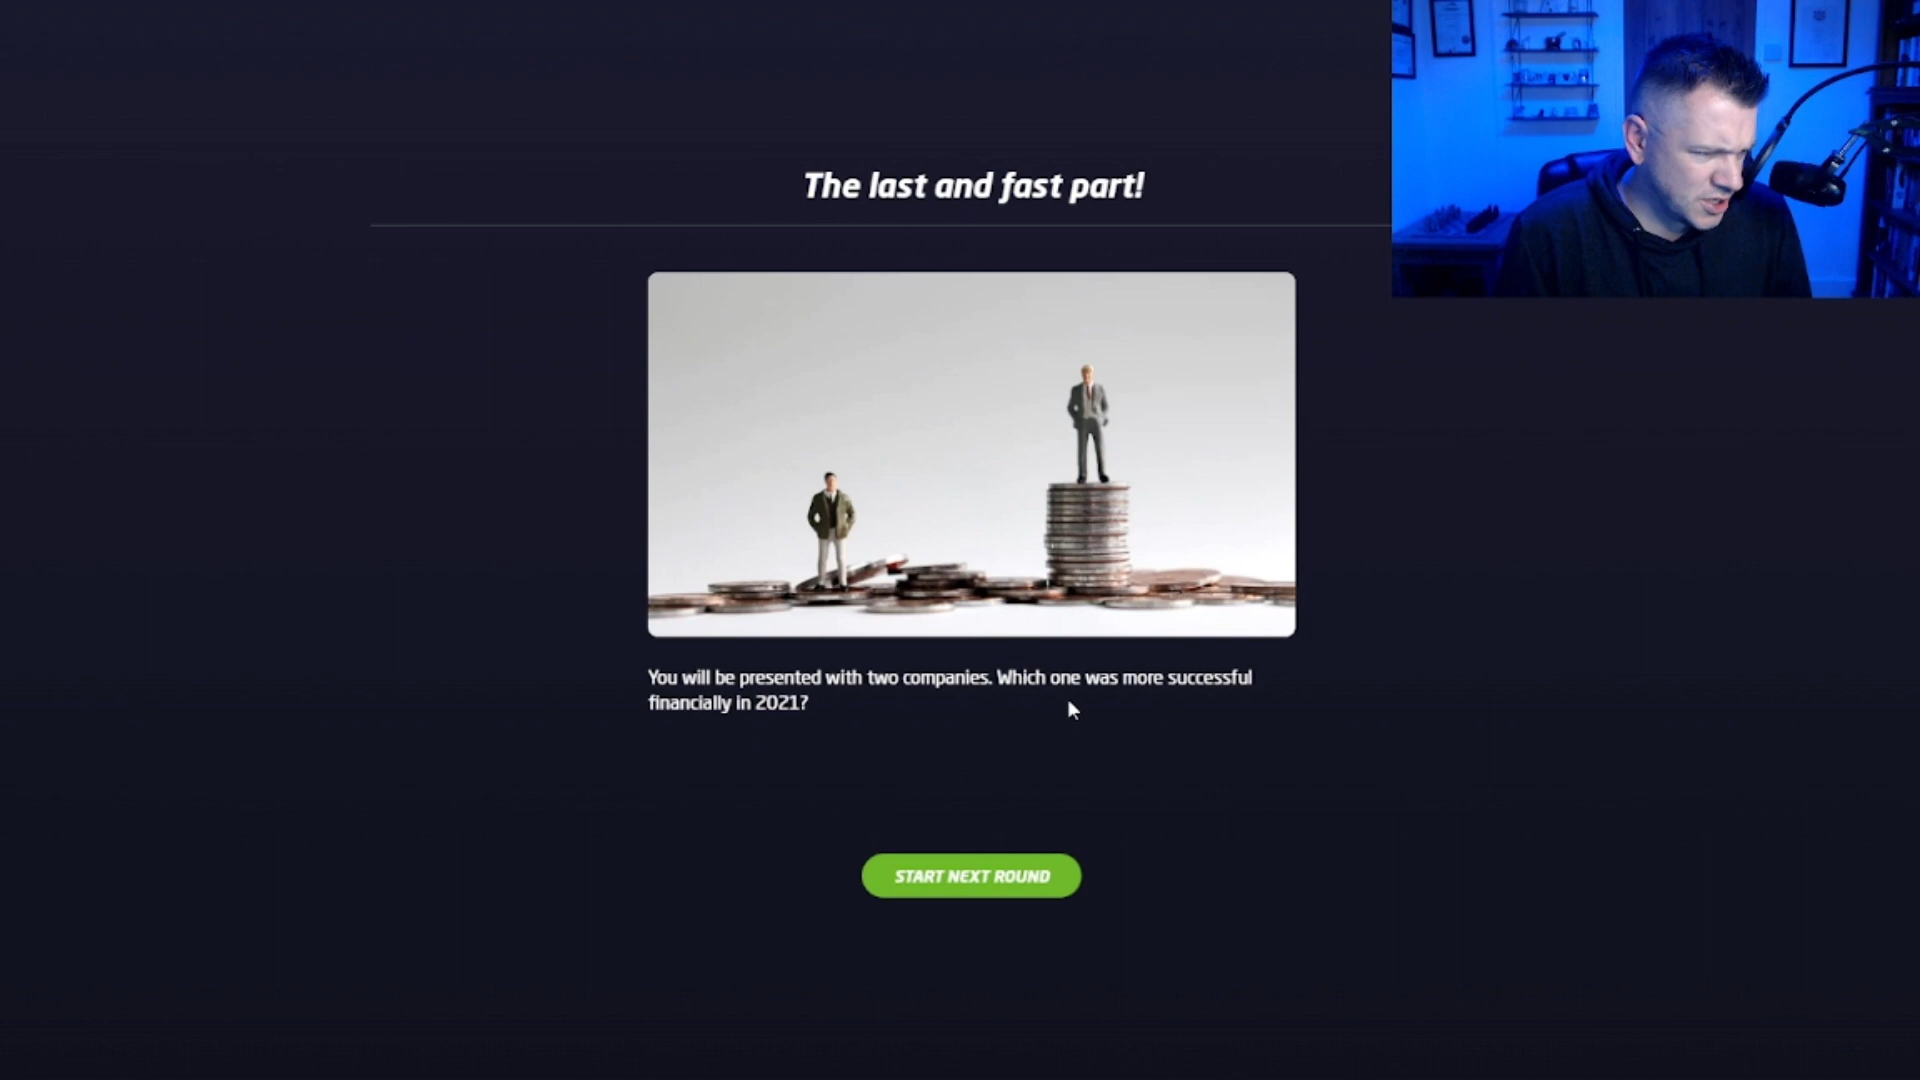 The last and fast part!
You will be presented with two companies. Which one was more successful
financially in 2021?
START NEXT ROUND